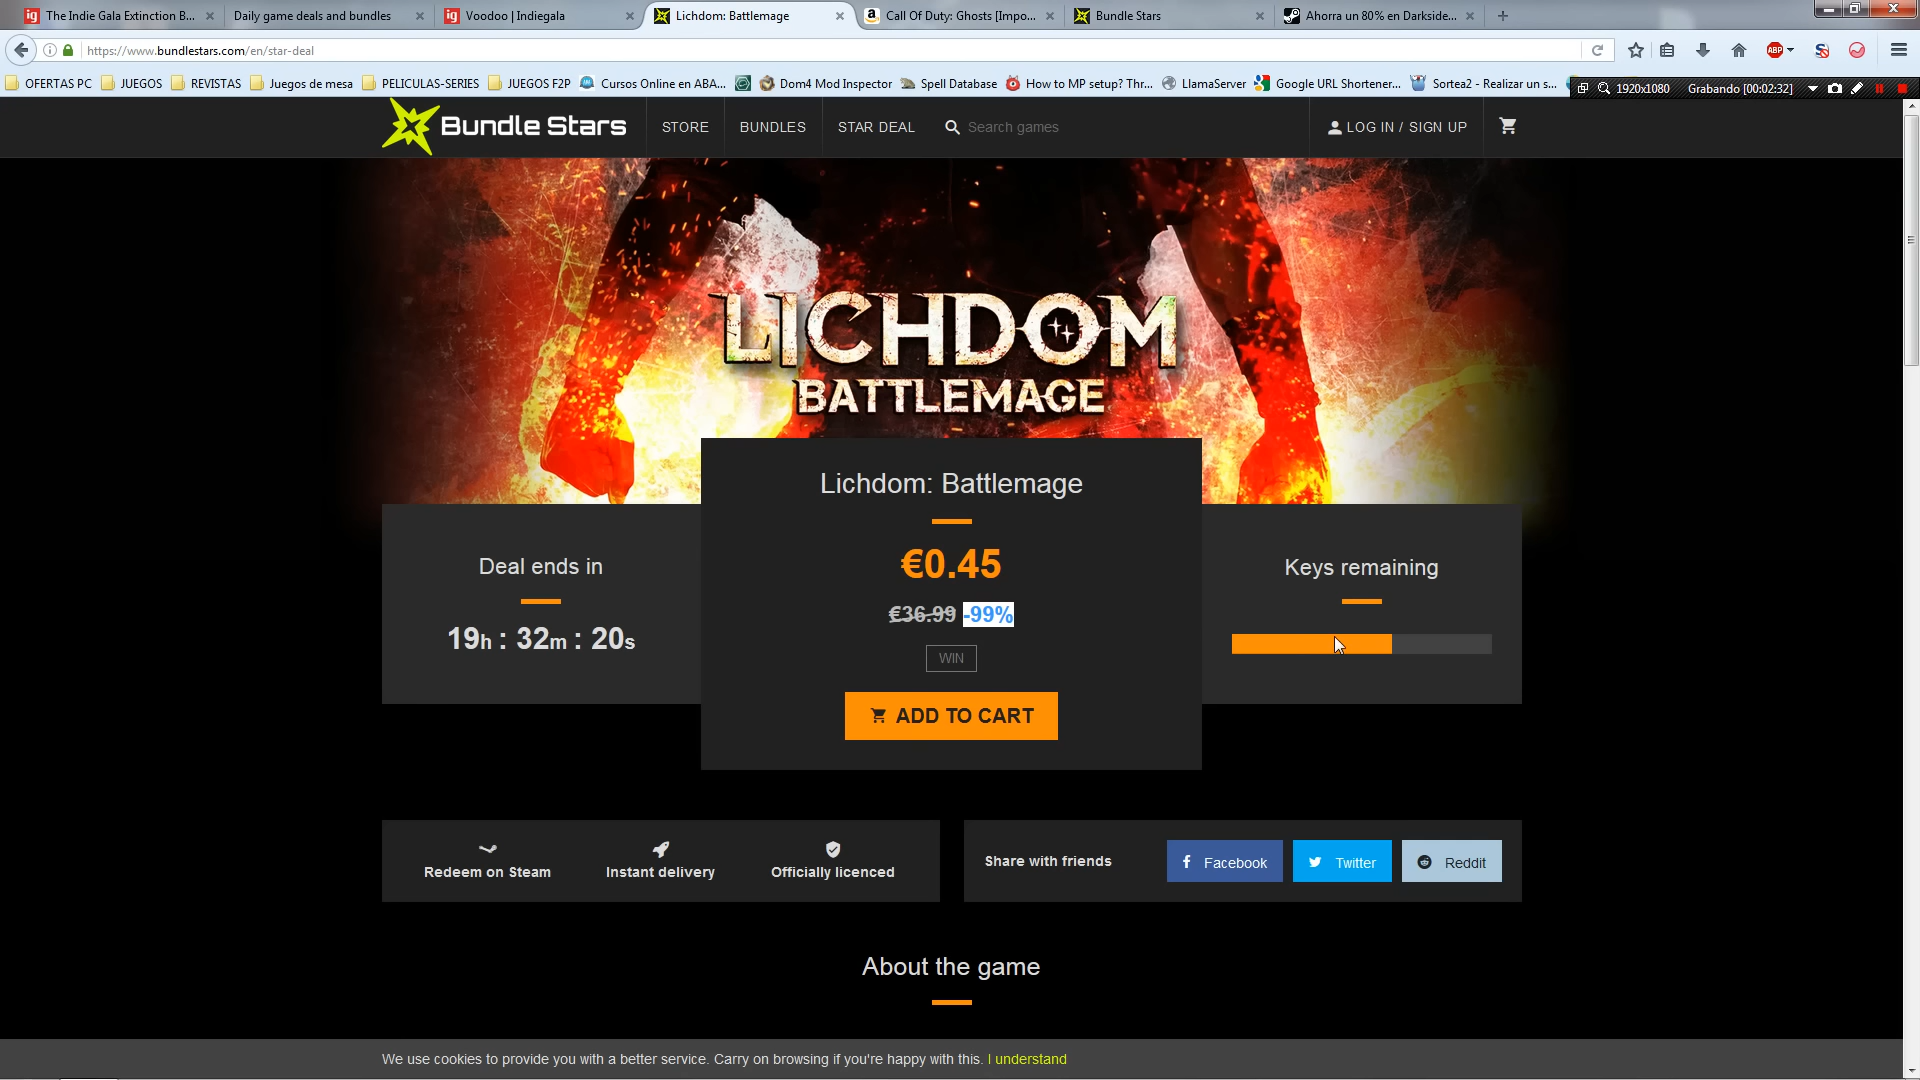 The Indie Gala Extinction B...
Daily game deals and bundles
Voodoo | Indiegala
Lichdom: Battlemage
Call Of Duty: Ghosts [Impo...
Bundle Stars
Ahorra un 80% en Darkside...
https://www.bundlestars.com/en/star-deal
ABP
OFERTAS PC
JUEGOS
REVISTAS
Juegos de mesa
PELICULAS-SERIES
JUEGOS F2P
Cursos Online en ABA...
Dom4 Mod Inspector
Spell Database
How to MP setup? Thr...
LlamaServer
Google URL Shortener...
Sortea2 - Realizar un s...
1920x1080
Grabando [00:02:32]
Bundle Stars
STORE
BUNDLES
STAR DEAL
Search games
LOG IN / SIGN UP
LICHDOM
BATTLEMAGE
Lichdom: Battlemage
€0.45
€36.99 -99%
WIN
ADD TO CART
Deal ends in
19h : 32m : 20s
Keys remaining
Redeem on Steam
Instant delivery
Officially licenced
Share with friends
Facebook
Twitter
Reddit
About the game
We use cookies to provide you with a better service. Carry on browsing if you're happy with this. I understand